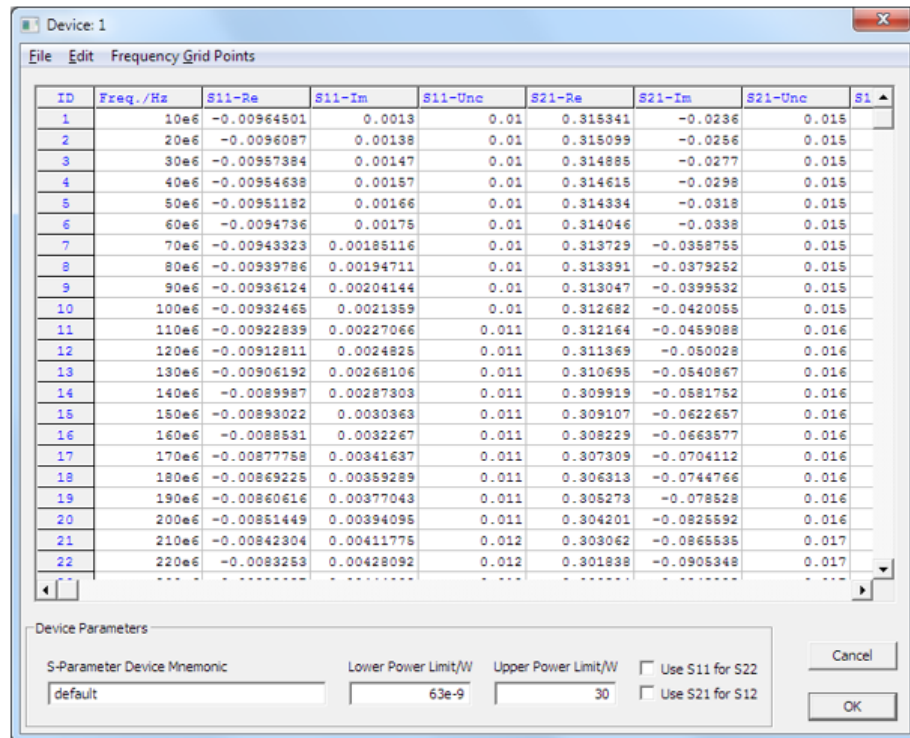 Device: 1
File Edit Frequency Grid Points
ID Freq./Hz S11-Re S11-Im S11-Unc S21-Re S21-Im S21-Unc S1
1 10e6 -0.00964501 0.0013 0.01 0.315341 -0.0236 0.015
2 20e6 -0.0096087 0.00138 0.01 0.315099 -0.0256 0.015
3 30e6 -0.00957384 0.00147 0.01 0.314885 -0.0277 0.015
4 40e6 -0.00954638 0.00157 0.01 0.314615 -0.0298 0.015
5 50e6 -0.00951182 0.00166 0.01 0.314334 -0.0318 0.015
6 60e6 -0.0094736 0.00175 0.01 0.314046 -0.0338 0.015
7 70e6 -0.00943323 0.00185116 0.01 0.313729 -0.0358755 0.015
8 80e6 -0.00939786 0.00194711 0.01 0.313391 -0.0379252 0.015
9 90e6 -0.00936124 0.00204144 0.01 0.313047 -0.0399532 0.015
10 100e6 -0.00932465 0.0021359 0.01 0.312682 -0.0420055 0.015
11 110e6 -0.00922839 0.00227066 0.011 0.312164 -0.0459088 0.016
12 120e6 -0.00912811 0.0024825 0.011 0.311369 -0.050028 0.016
13 130e6 -0.00906192 0.00268106 0.011 0.310695 -0.0540867 0.016
14 140e6 -0.0089987 0.00287303 0.011 0.309919 -0.0581752 0.016
15 150e6 -0.00893022 0.0030363 0.011 0.309107 -0.0622657 0.016
16 160e6 -0.0088531 0.0032267 0.011 0.308229 -0.0663577 0.016
17 170e6 -0.00877758 0.00341637 0.011 0.307309 -0.0704112 0.016
18 180e6 -0.00869225 0.00359289 0.011 0.306313 -0.0744766 0.016
19 190e6 -0.00860616 0.00377043 0.011 0.305273 -0.078528 0.016
20 200e6 -0.00851449 0.00394095 0.011 0.304201 -0.0825592 0.016
21 210e6 -0.00842304 0.00411775 0.012 0.303062 -0.0865535 0.017
22 220e6 -0.0083253 0.00428092 0.012 0.301838 -0.0905348 0.017
Device Parameters
S-Parameter Device Mnemonic Lower Power Limit/W Upper Power Limit/W Use S11 for S22 Cancel
default 63e-9 30 Use S21 for S12 OK